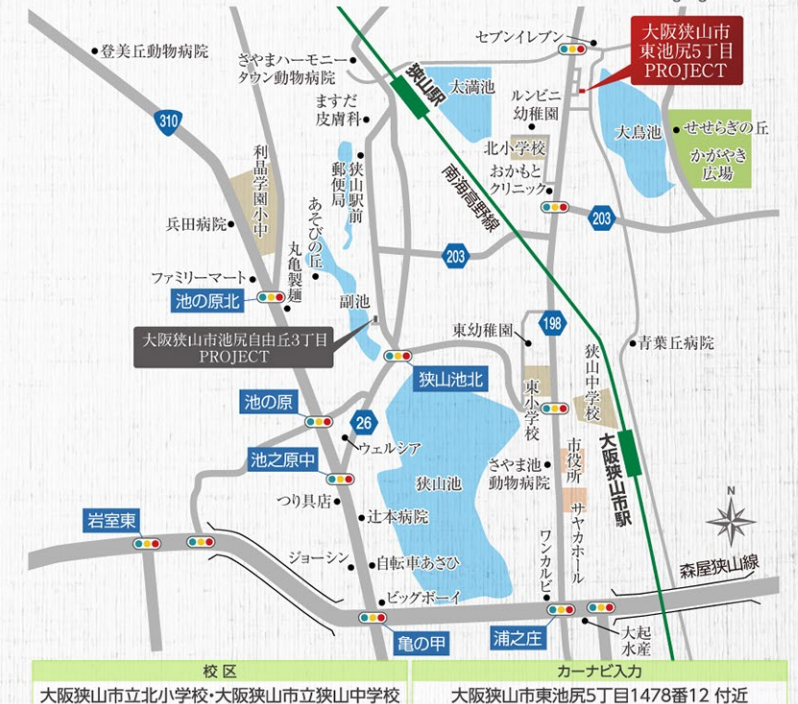 セブンイレブン
大阪狭山市
東池尻5丁目
PROJECT
登美丘動物病院
さやまハーモニー
タウン動物病院
狭山駅
太満池
ますだ
皮膚科
ルンビニ
幼稚園
大鳥池
せせらぎの丘
かがやき
広場
310
利晶学園小中
狭山駅前
郵便局
北小学校
おかもと
クリニック
南海高野線
203
203
兵田病院
あそびの丘
丸亀製麺
ファミリーマート
池の原北
副池
大阪狭山市池尻自由丘3丁目
PROJECT
東幼稚園
198
青葉丘病院
狭山中学校
狭山池北
東小学校
池の原
26
ウェルシア
池之原中
狭山池
さやま池
動物病院
市役所
大阪狭山市駅
つり具店
辻本病院
サヤカホール
岩室東
ワンカルビ
N
ジョーシン
自転車あさひ
森屋狭山線
ビッグボーイ
亀の甲
浦之庄
大起
水産
校区
カーナビ入力
大阪狭山市立北小学校・大阪狭山市立狭山中学校
大阪狭山市東池尻5丁目1478番12 付近